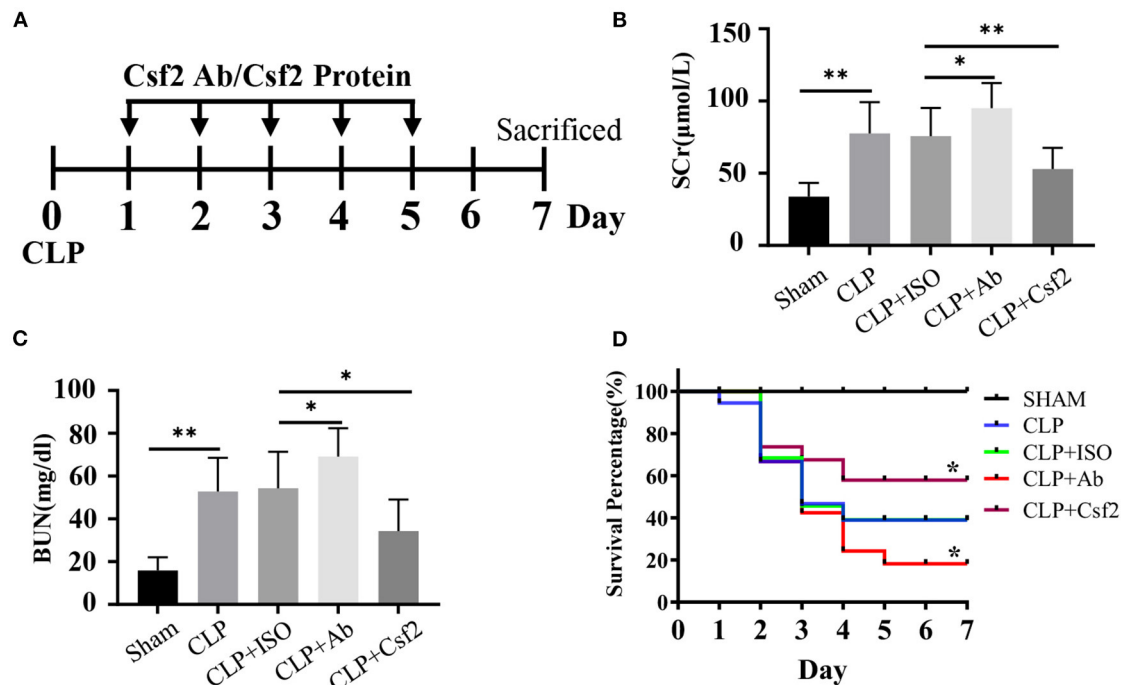 A
Csf2 Ab/Csf2 Protein
Sacrificed
0 1 2 3 4 5 6 7 Day
CLP
B
SCr(μmol/L)
150
100
50
0
**
*
**
Sham
CLP
CLP+ISO
CLP+Ab
CLP+Csf2
C
BUN(mg/dl)
100
80
60
40
20
0
**
*
*
Sham
CLP
CLP+ISO
CLP+Ab
CLP+Csf2
D
Survival Percentage(%)
100
80
60
40
20
0
0 1 2 3 4 5 6 7
Day
*
*
SHAM
CLP
CLP+ISO
CLP+Ab
CLP+Csf2